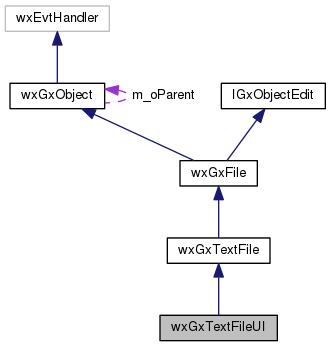 wxEvtHandler
wxGxObject
m_oParent
IGxObjectEdit
wxGxFile
wxGxTextFile
wxGxTextFileUI